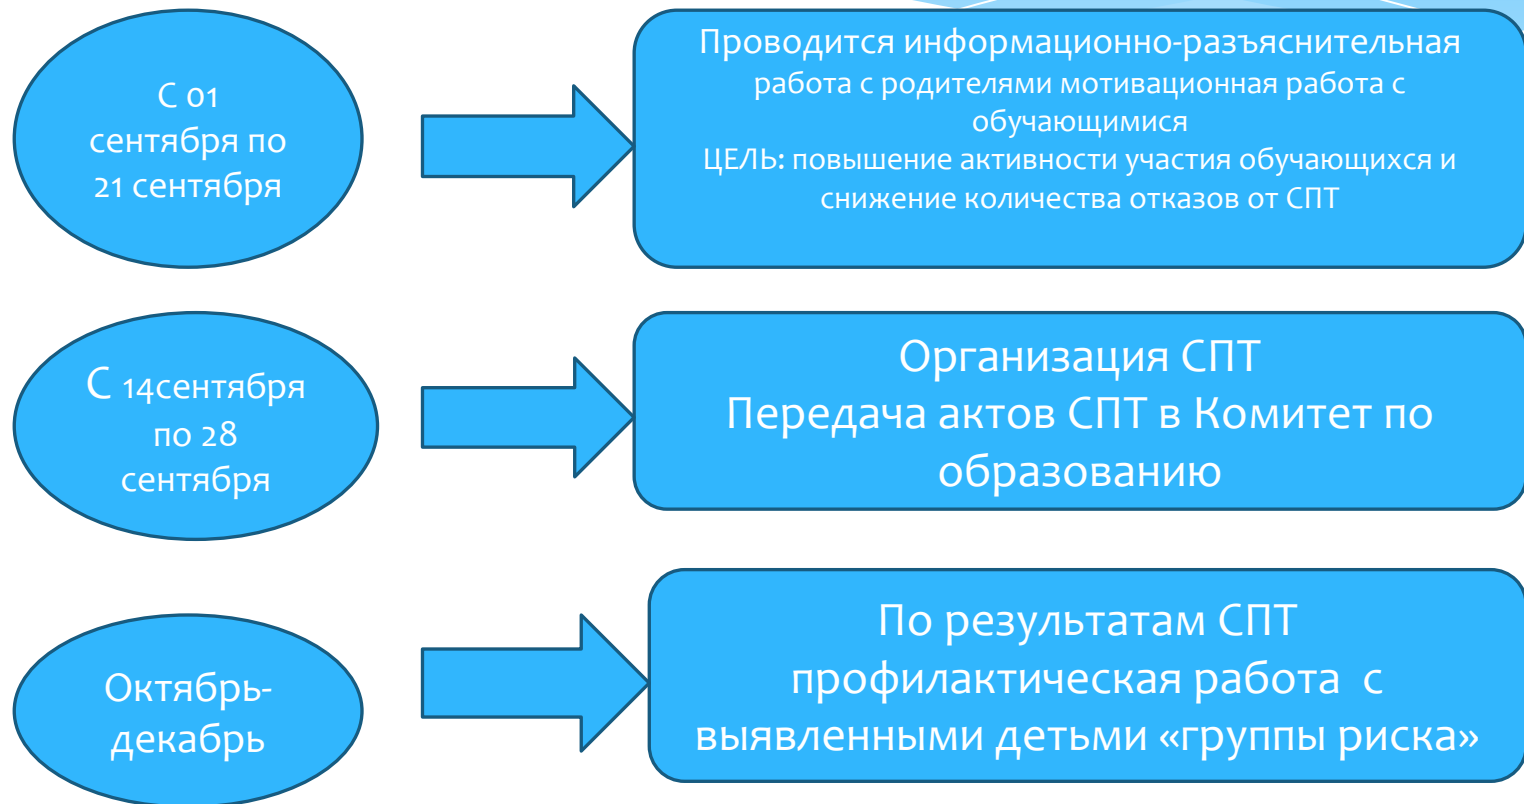 С 01
сентября по
21 сентября
Проводится информационно-разъяснительная
работа с родителями мотивационная работа с
обучающимися
ЦЕЛЬ: повышение активности участия обучающихся и
снижение количества отказов от СПТ
С 14сентября
по 28
сентября
Организация СПТ
Передача актов СПТ в Комитет по
образованию
Октябрь-
декабрь
По результатам СПТ
профилактическая работа с
выявленными детьми «группы риска»